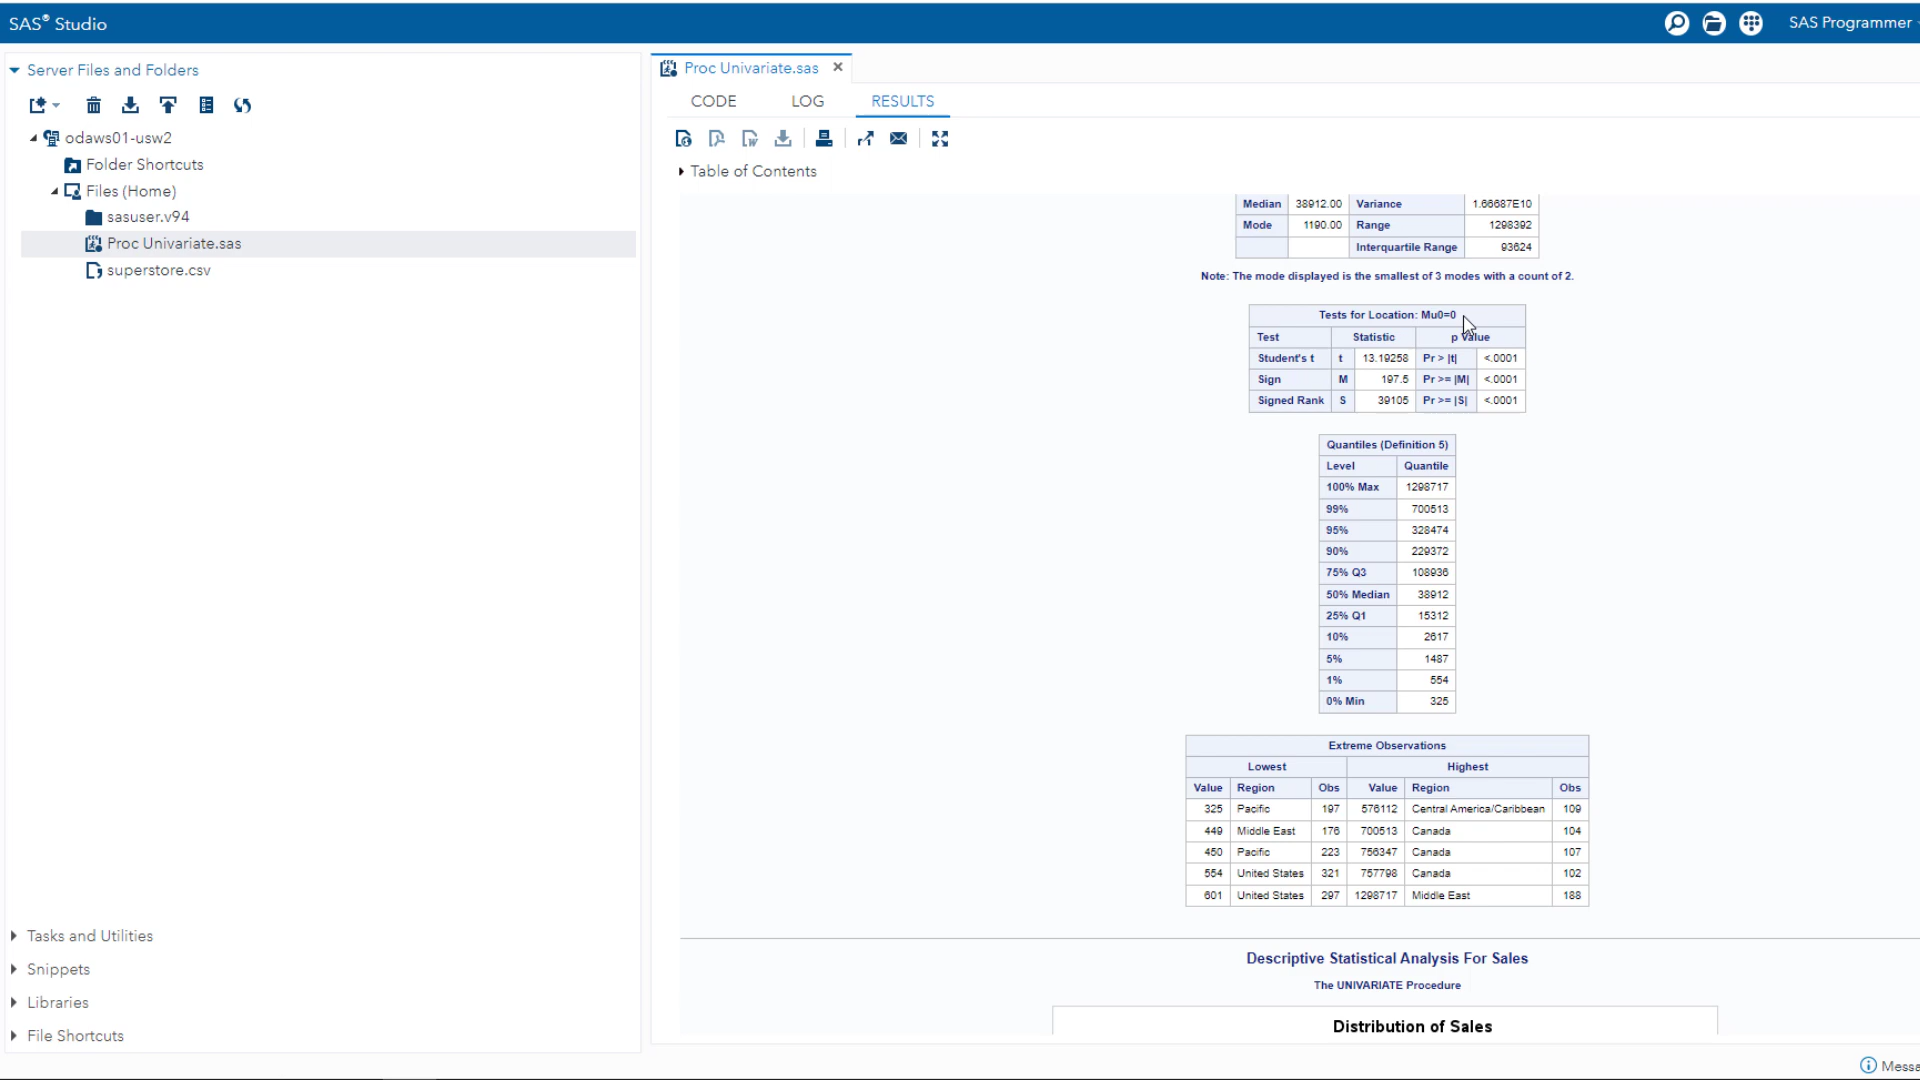 SAS® Studio
SAS Programmer
Server Files and Folders
odaws01-usw2
Folder Shortcuts
Files (Home)
sasuser.v94
Proc Univariate.sas
superstore.csv
Tasks and Utilities
Snippets
Libraries
File Shortcuts
Proc Univariate.sas
CODE LOG RESULTS
Table of Contents
Median 38912.00 Variance 1.66687E10
Mode 1190.00 Range 1298392
Interquartile Range 93624
Note: The mode displayed is the smallest of 3 modes with a count of 2.
Tests for Location: Mu0=0
Test Statistic p Value
Student's t t 13.19258 Pr > |t| <.0001
Sign M 197.5 Pr >= |M| <.0001
Signed Rank S 39105 Pr >= |S| <.0001
Quantiles (Definition 5)
Level Quantile
100% Max 1298717
99% 700513
95% 328474
90% 229372
75% Q3 108936
50% Median 38912
25% Q1 15312
10% 2617
5% 1487
1% 554
0% Min 325
Extreme Observations
Lowest Highest
Value Region Obs Value Region Obs
325 Pacific 197 576112 Central America/Caribbean 109
449 Middle East 176 700513 Canada 104
450 Pacific 223 756347 Canada 107
554 United States 321 757798 Canada 102
601 United States 297 1298717 Middle East 188
Descriptive Statistical Analysis For Sales
The UNIVARIATE Procedure
Distribution of Sales
Messa